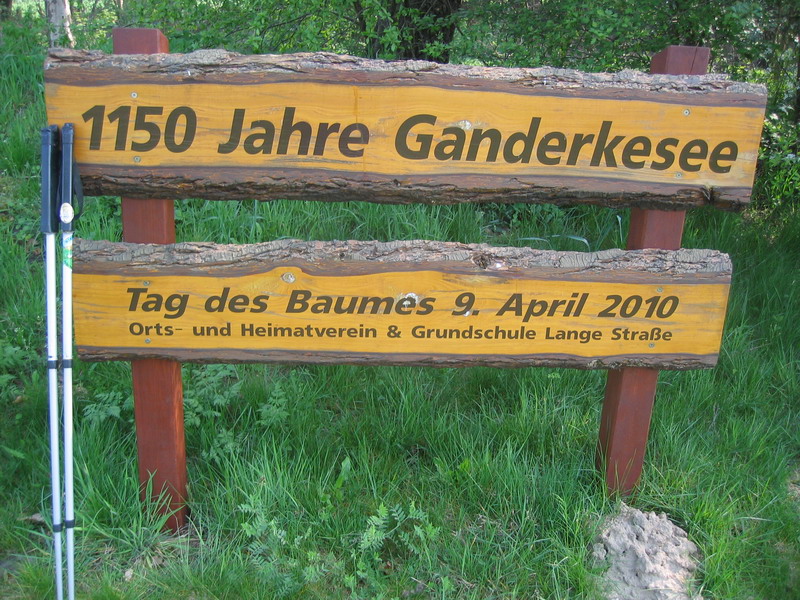 1150 Jahre Ganderkesee
Tag des Baumes 9. April 2010
Orts- und Heimatverein & Grundschule Lange Straße